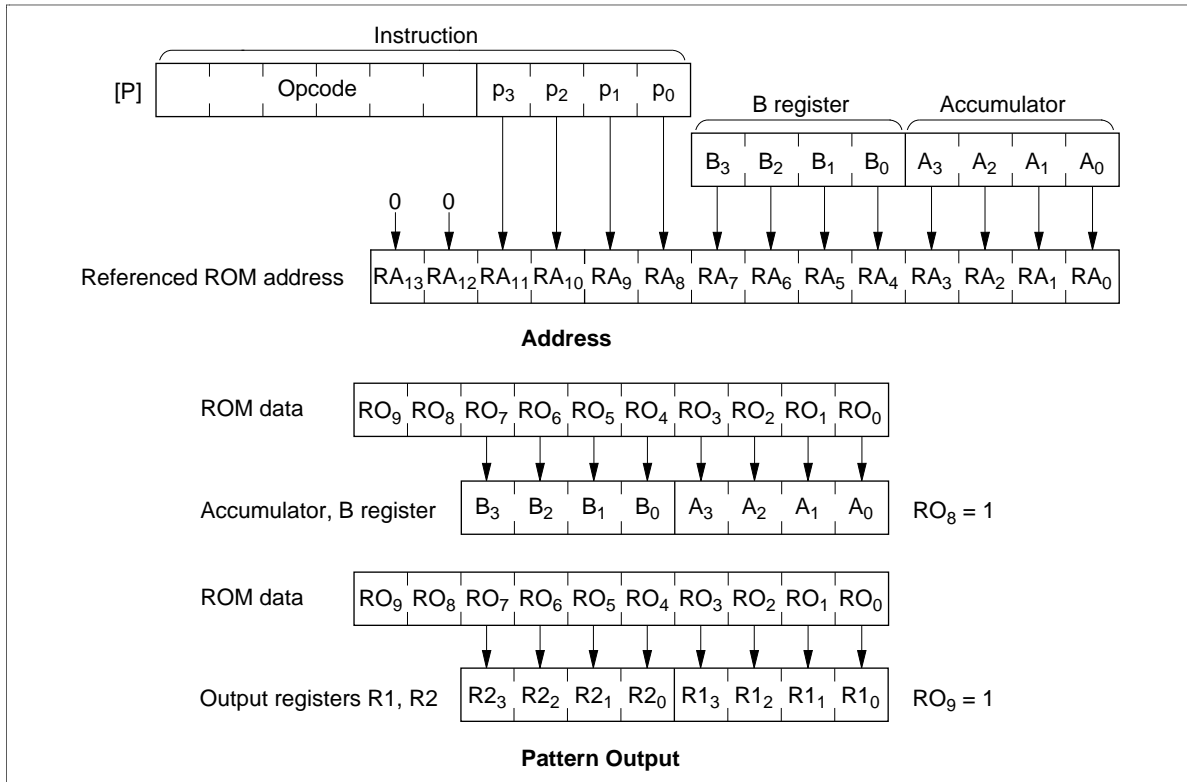 Instruction
[P] Opcode p3 p2 p1 p0
B register Accumulator
B3 B2 B1 B0 A3 A2 A1 A0
0 0
Referenced ROM address RA13 RA12 RA11 RA10 RA9 RA8 RA7 RA6 RA5 RA4 RA3 RA2 RA1 RA0
Address
ROM data RO9 RO8 RO7 RO6 RO5 RO4 RO3 RO2 RO1 RO0
Accumulator, B register B3 B2 B1 B0 A3 A2 A1 A0 RO8 = 1
ROM data RO9 RO8 RO7 RO6 RO5 RO4 RO3 RO2 RO1 RO0
Output registers R1, R2 R23 R22 R21 R20 R13 R12 R11 R10 RO9 = 1
Pattern Output